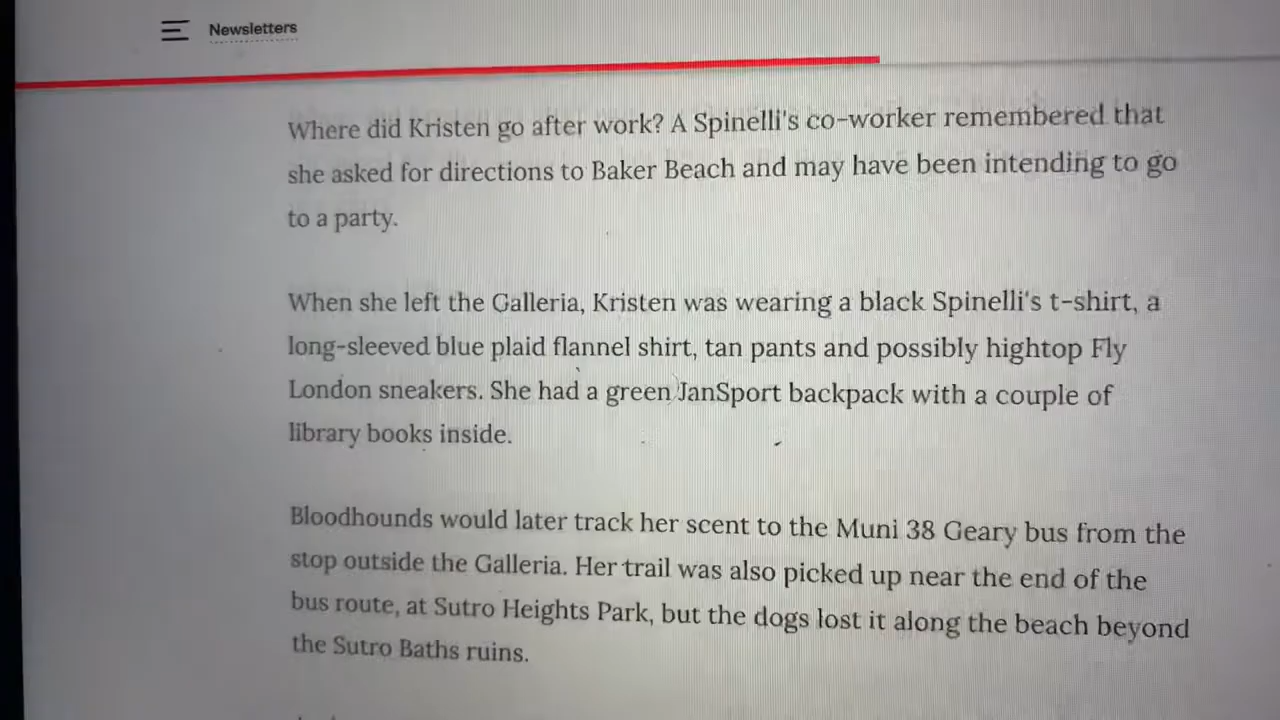 Newsletters
Where did Kristen go after work? A Spinelli's co-worker remembered that
she asked for directions to Baker Beach and may have been intending to go
to a party.
When she left the Galleria, Kristen was wearing a black Spinelli's t-shirt, a
long-sleeved blue plaid flannel shirt, tan pants and possibly hightop Fly
London sneakers. She had a green JanSport backpack with a couple of
library books inside.
Bloodhounds would later track her scent to the Muni 38 Geary bus from the
stop outside the Galleria. Her trail was also picked up near the end of the
bus route, at Sutro Heights Park, but the dogs lost it along the beach beyond
the Sutro Baths ruins.